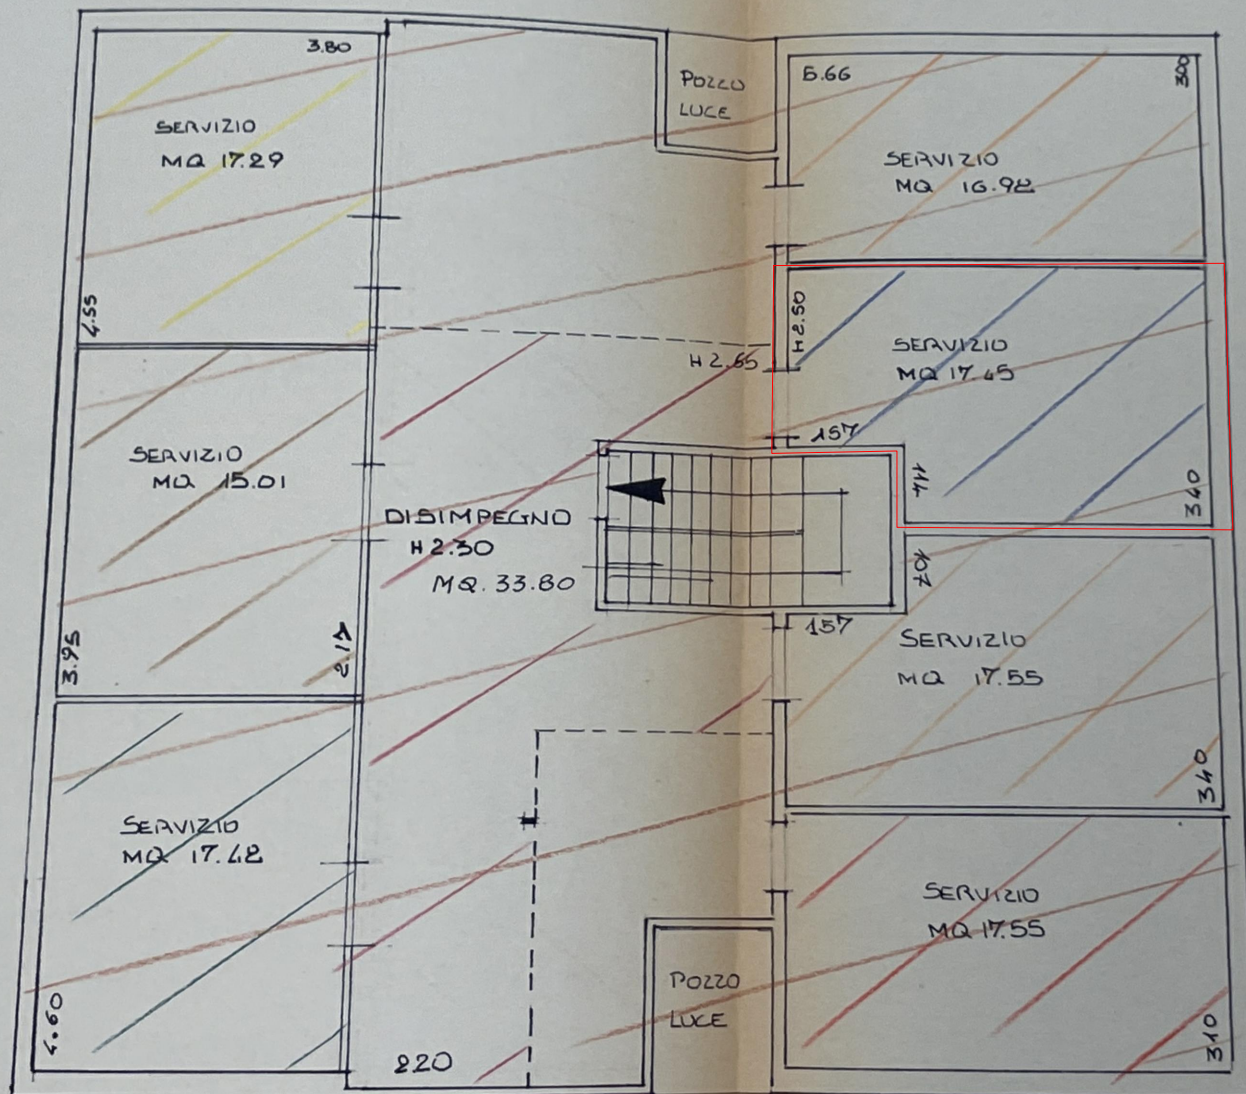 3.80
SERVIZIO
MQ 17.29
4.55
POZZO
LUCE
5.66
300
SERVIZIO
MQ 16.98
H 2.50
H 2.65
SERVIZIO
MQ 17.45
157
114
340
SERVIZIO
MQ 15.01
3.95
2.17
DISIMPEGNO
H 2.30
MQ. 33.80
107
157
SERVIZIO
MQ 17.55
340
SERVIZIO
MQ 17.48
4.60
220
POZZO
LUCE
SERVIZIO
MQ 17.55
310